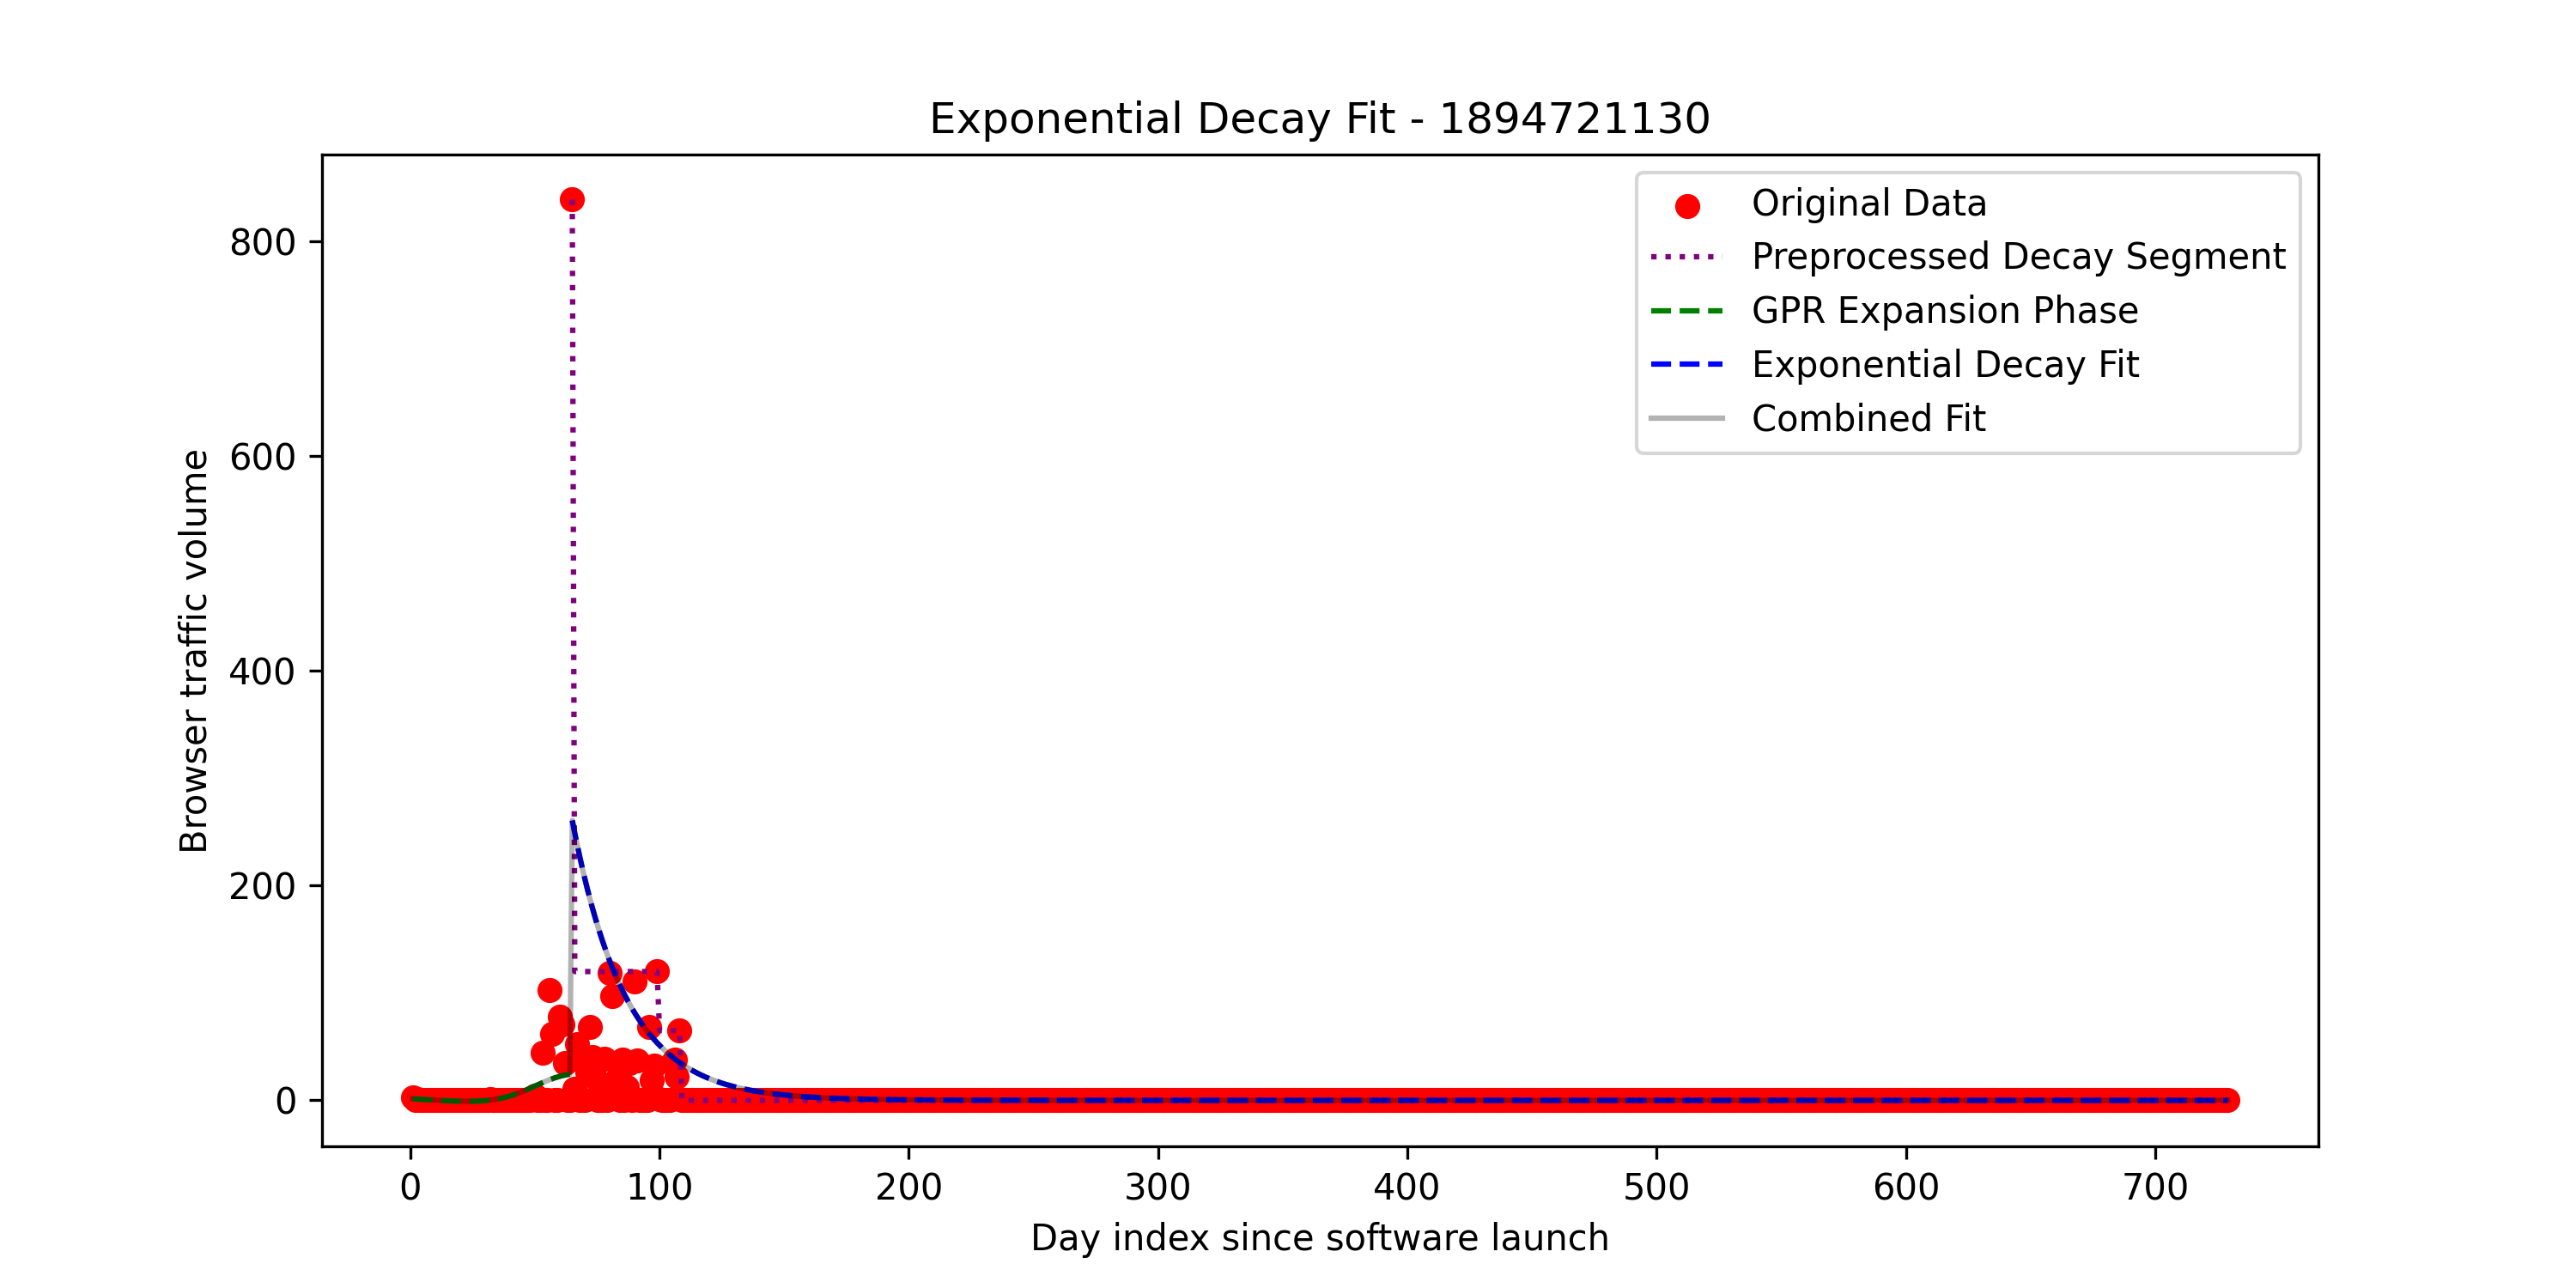 Exponential Decay Fit - 1894721130
Original Data
Preprocessed Decay Segment
GPR Expansion Phase
Exponential Decay Fit
Combined Fit
Browser traffic volume
800
600
400
200
0
0 100 200 300 400 500 600 700
Day index since software launch